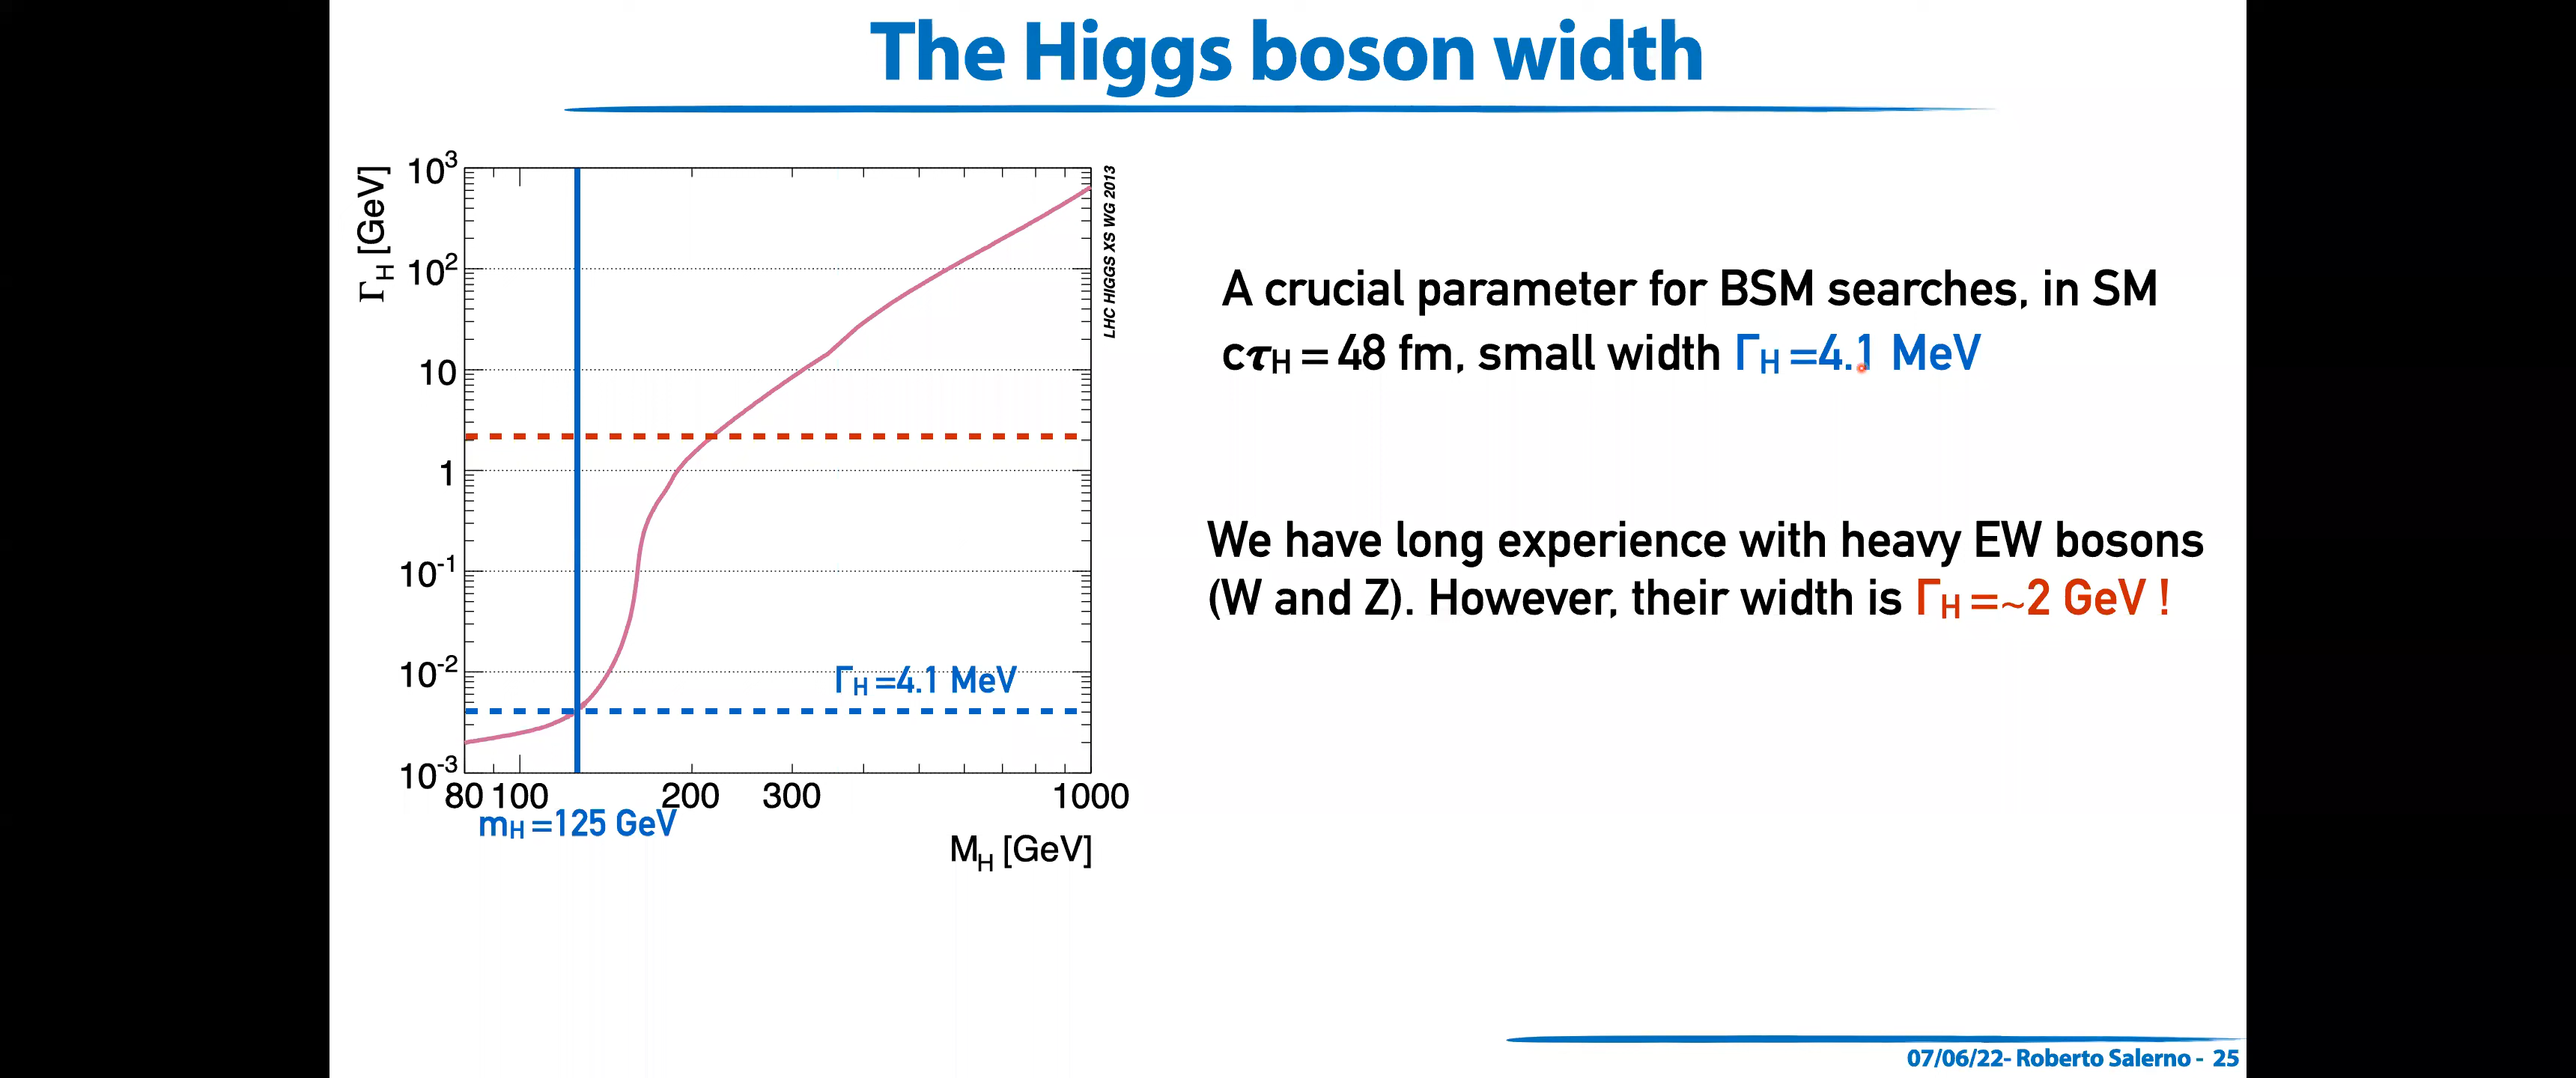 The Higgs boson width
Γ_H [GeV]
10³
10²
10
1
10⁻¹
10⁻²
10⁻³
80 100 200 300 1000
M_H [GeV]
LHC HIGGS XS WG 2013
Γ_H =4.1 MeV
m_H =125 GeV
A crucial parameter for BSM searches, in SM
cτ_H = 48 fm, small width Γ_H =4.1 MeV
We have long experience with heavy EW bosons
(W and Z). However, their width is Γ_H =~2 GeV !
07/06/22- Roberto Salerno - 25